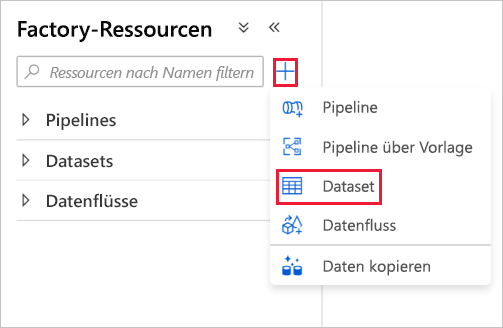 Factory-Ressourcen
Ressourcen nach Namen filtern
Pipelines
Datasets
Datenflüsse
Pipeline
Pipeline über Vorlage
Dataset
Datenfluss
Daten kopieren